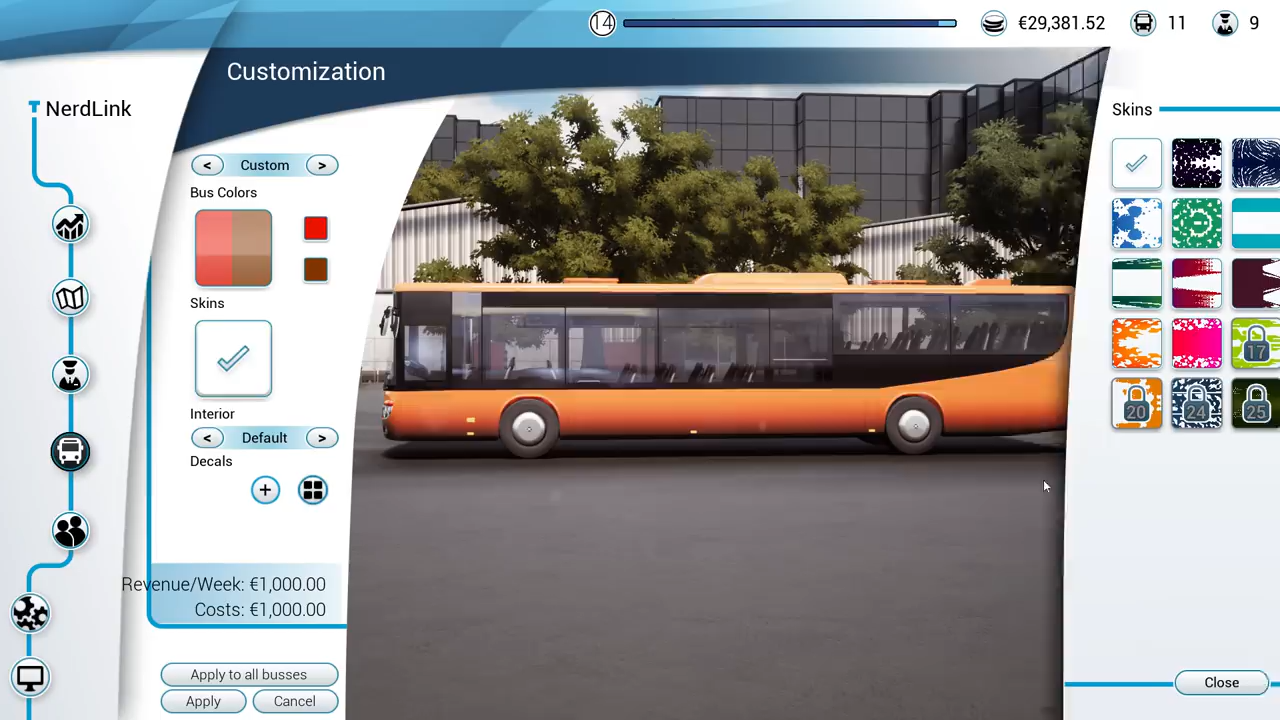 14
€29,381.52
11
9
Customization
NerdLink
Skins
< Custom >
Bus Colors
Skins
Interior
< Default >
Decals
+
Revenue/Week: €1,000.00
Costs: €1,000.00
Apply to all busses
Apply
Cancel
17
20
24
25
Close